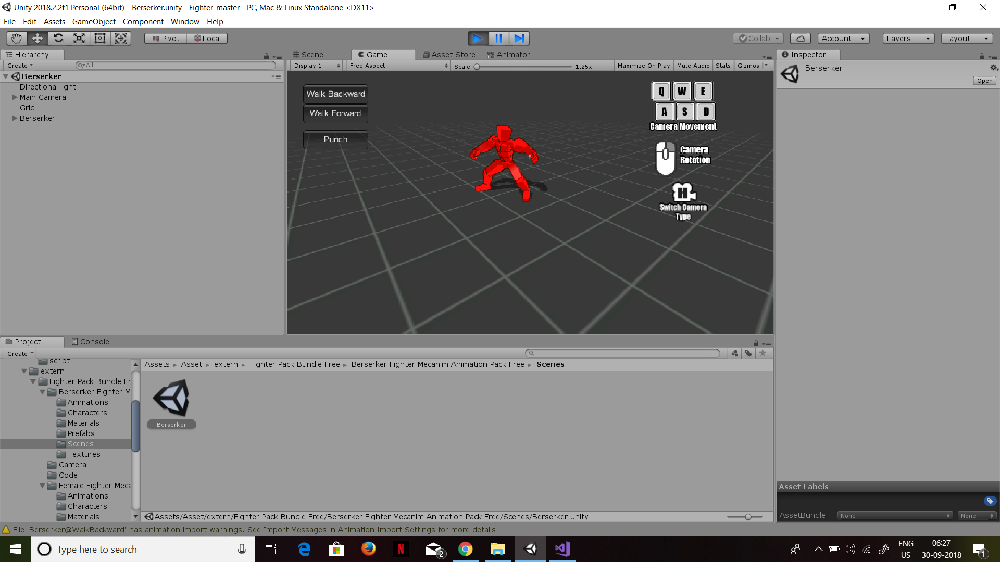 Unity 2018.2.2f1 Personal (64bit) - Berserker.unity - Fighter-master - PC, Mac & Linux Standalone <DX11>
File Edit Assets GameObject Component Window Help
Pivot Local Collab Account Layers Layout
Hierarchy
Create All
Berserker
Directional light
Main Camera
Grid
Berserker
Scene Game Asset Store Animator
Display 1 Free Aspect Scale 1.25x Maximize On Play Mute Audio Stats Gizmos
Walk Backward
Walk Forward
Punch
Q W E
A S D
Camera Movement
Camera
Rotation
H
Switch Camera
Type
Inspector
Berserker
Open
Project Console
Create
script
extern
Fighter Pack Bundle Fr
Berserker Fighter M
Animations
Characters
Materials
Prefabs
Scenes
Textures
Camera
Code
Female Fighter Meca
Animations
Characters
Materials
Assets Asset extern Fighter Pack Bundle Free Berserker Fighter Mecanim Animation Pack Free Scenes
Berserker
Assets/Asset/extern/Fighter Pack Bundle Free/Berserker Fighter Mecanim Animation Pack Free/Scenes/Berserker.unity
Asset Labels
AssetBundle None None
File 'Berserker@WalkBackward' has animation import warnings. See Import Messages in Animation Import Settings for more details.
Type here to search
N
2
ENG
US
06:27
30-09-2018
1